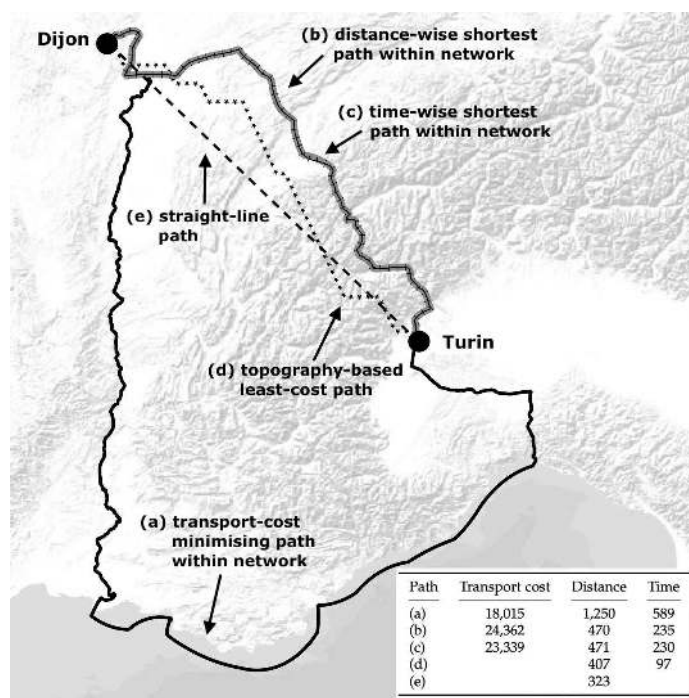 Dijon
(b) distance-wise shortest
path within network
(c) time-wise shortest
path within network
(e) straight-line
path
Turin
(d) topography-based
least-cost path
(a) transport-cost
minimising path
within network
Path Transport cost Distance Time
(a) 18,015 1,250 589
(b) 24,362 470 235
(c) 23,339 471 230
(d) 407 97
(e) 323